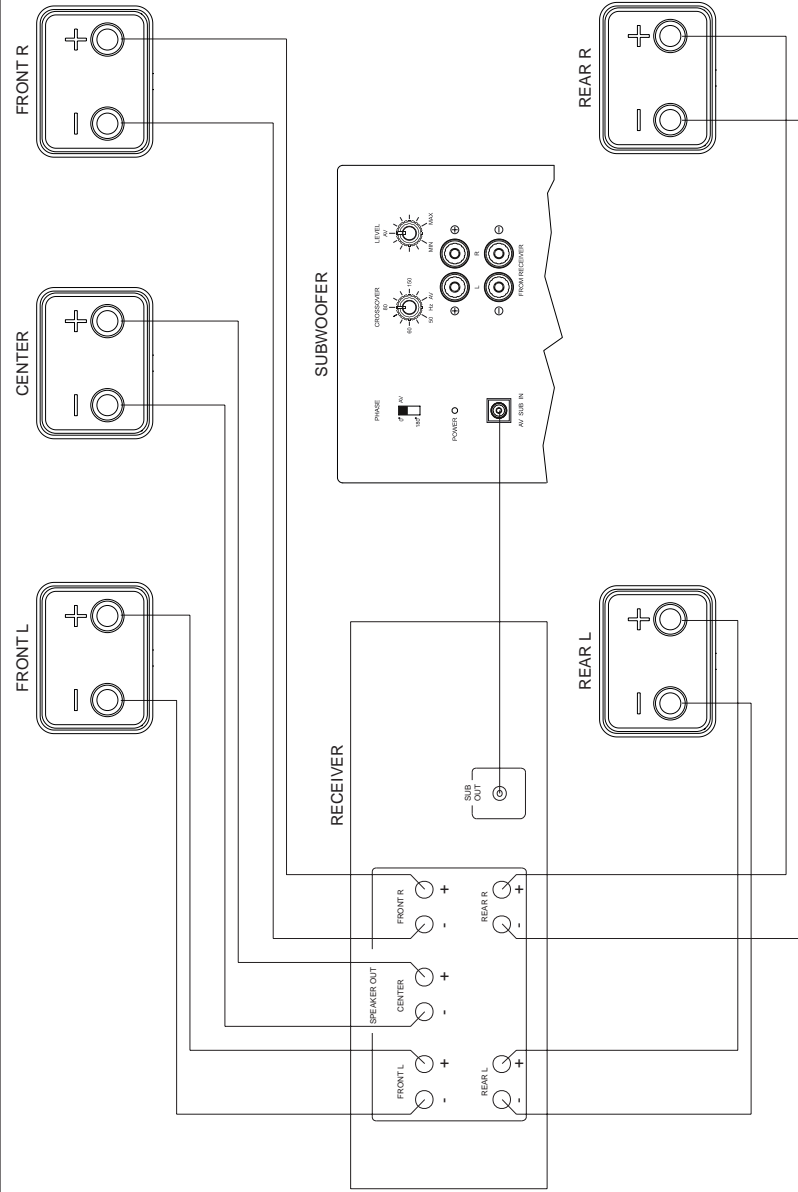 FRONT L
CENTER
FRONT R
+
−
+
−
+
−
RECEIVER
SPEAKER OUT
FRONT L
- +
CENTER
- +
FRONT R
- +
REAR L
- +
REAR R
- +
SUB
OUT
SUBWOOFER
PHASE
0° AV
180°
POWER
AV SUB IN
CROSSOVER
80
60 150
50 Hz AV
LEVEL
AV
MIN MAX
+ +
L R
− −
FROM RECEIVER
REAR L
− +
REAR R
− +